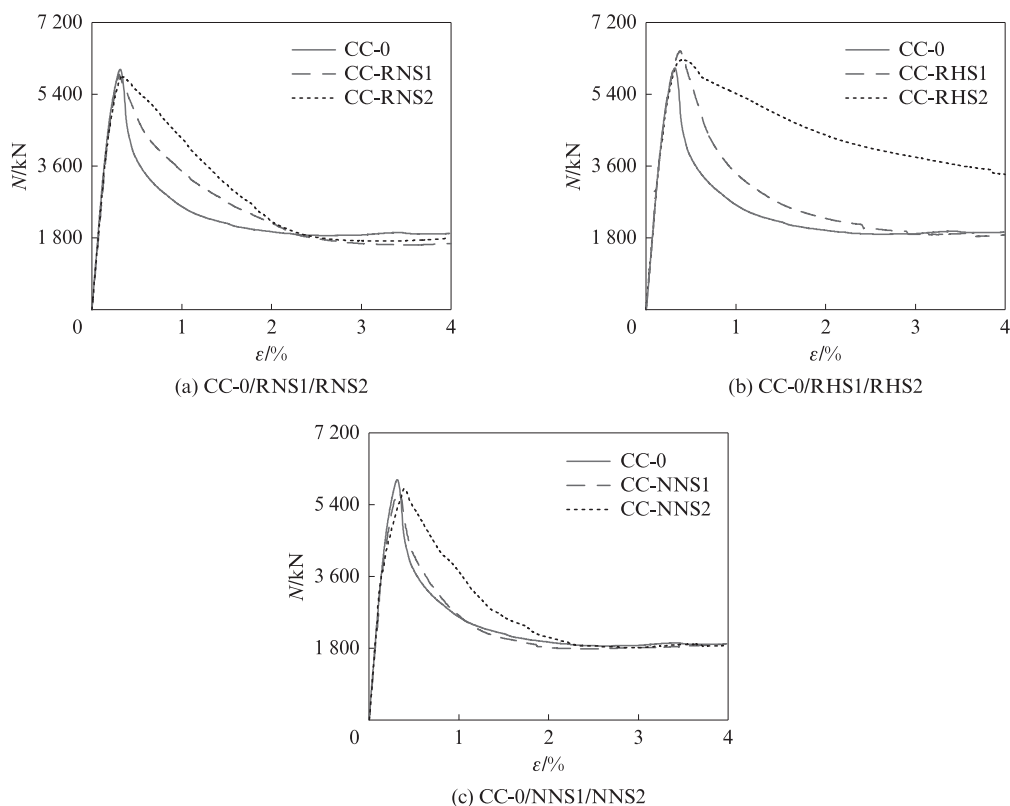 7 200
5 400
3 600
1 800
0
N/kN
CC-0
CC-RNS1
CC-RNS2
1
2
3
4
ε/%
(a) CC-0/RNS1/RNS2
7 200
5 400
3 600
1 800
0
N/kN
CC-0
CC-RHS1
CC-RHS2
1
2
3
4
ε/%
(b) CC-0/RHS1/RHS2
7 200
5 400
3 600
1 800
0
N/kN
CC-0
CC-NNS1
CC-NNS2
1
2
3
4
ε/%
(c) CC-0/NNS1/NNS2